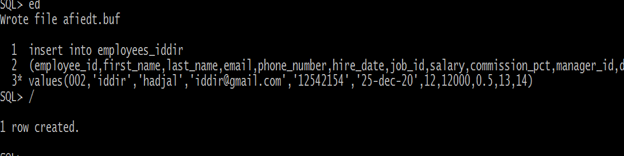 SQL> ed
Wrote file afiedt.buf
1 insert into employees_iddir
2 (employee_id,first_name,last_name,email,phone_number,hire_date,job_id,salary,commission_pct,manager_id,d
3* values(002,'iddir','hadjal','iddir@gmail.com','12542154','25-dec-20',12,12000,0.5,13,14)
SQL> /
1 row created.